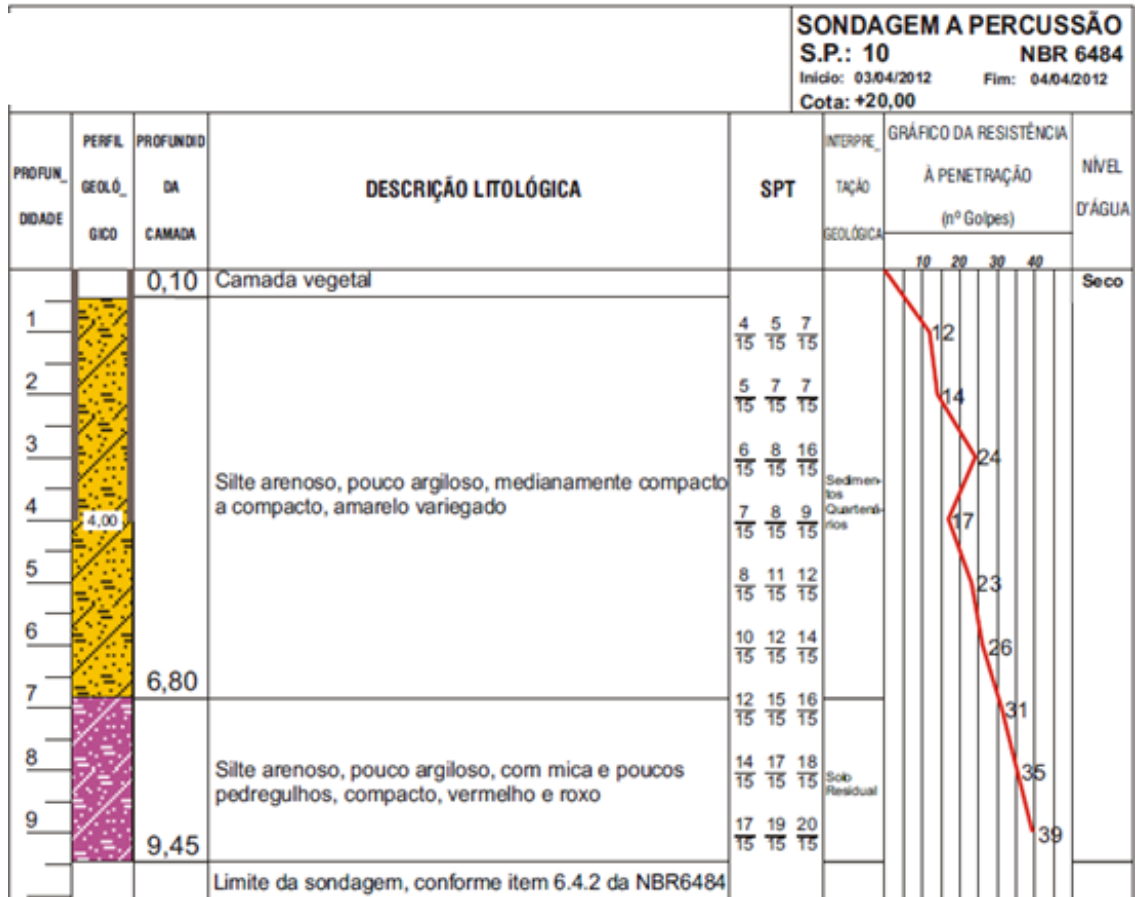 SONDAGEM A PERCUSSÃO
S.P.: 10 NBR 6484
Inicio: 03/04/2012 Fim: 04/04/2012
Cota: +20,00
PROFUN_
DIDADE
PERFIL
GEOLÓ_
GICO
PROFUNDID
DA
CAMADA
DESCRIÇÃO LITOLÓGICA
SPT
INTERPRE_
TAÇÃO
GEOLÓGICA
GRÁFICO DA RESISTÊNCIA
À PENETRAÇÃO
(nº Golpes)
10 20 30 40
NÍVEL
D'ÁGUA
0,10 Camada vegetal
Seco
1
4/15 5/15 7/15
12
2
5/15 7/15 7/15
14
3
6/15 8/15 16/15
24
Silte arenoso, pouco argiloso, medianamente compacto
a compacto, amarelo variegado
Sedimen-
tos
Quartená-
rios
4
4,00
7/15 8/15 9/15
17
5
8/15 11/15 12/15
23
6
10/15 12/15 14/15
26
6,80
7
12/15 15/15 16/15
31
8
Silte arenoso, pouco argiloso, com mica e poucos
pedregulhos, compacto, vermelho e roxo
14/15 17/15 18/15
Solo
Residual
35
9
17/15 19/15 20/15
39
9,45
Limite da sondagem, conforme item 6.4.2 da NBR6484